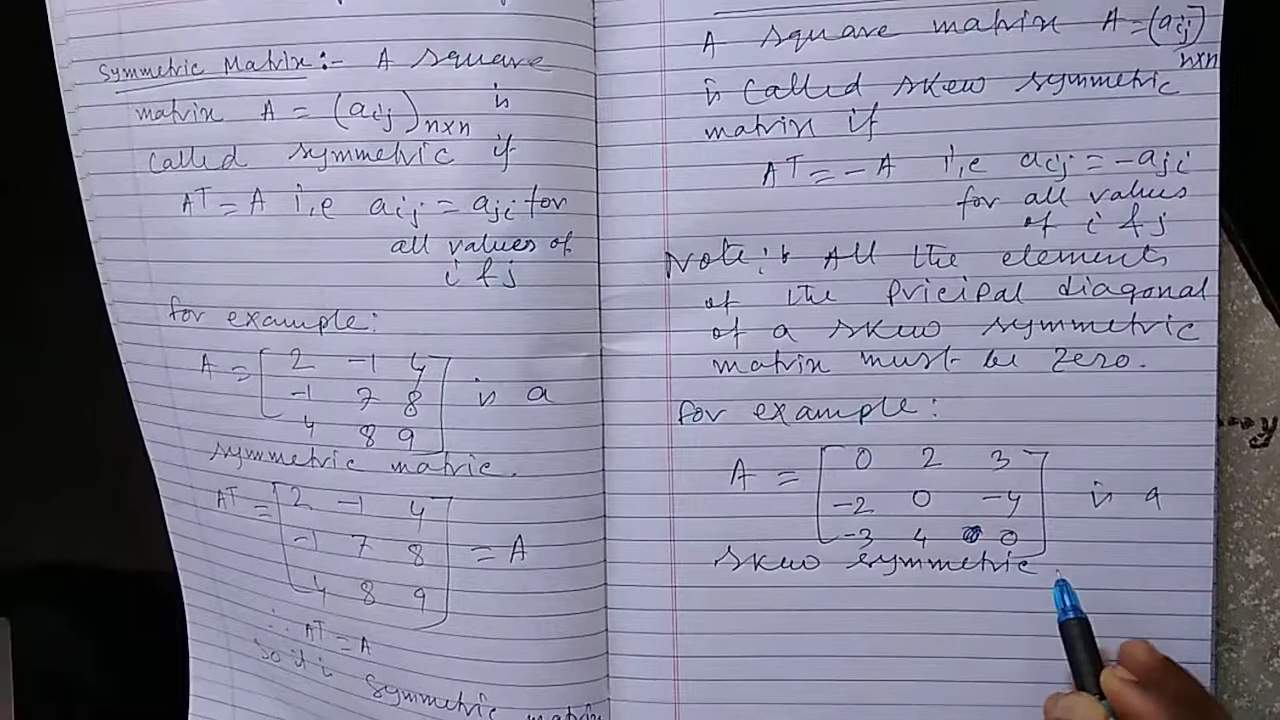 Symmetric Matrix:- A square
matrix A = (aij)n×n is
called symmetric if
A^T = A i,e aij = aji for
all values of
i & j
for example:
A = [ 2 -1 4
-1 7 8 is a
4 8 9 ]
symmetric matric.
A^T = [ 2 -1 4
-1 7 8 = A
4 8 9 ]
∴ A^T = A
So it i symmetric matrix
A square matrix A = (aij)n×n
is called skew symmetric
matrix if
A^T = -A i,e aij = -aji
for all values
of i & j
Note:- All the elements
of the pricipal diagonal
of a skew symmetric
matrix must be zero.
for example:
A = [ 0 2 3
-2 0 -4 is a
-3 4 0 ]
skew symmetric